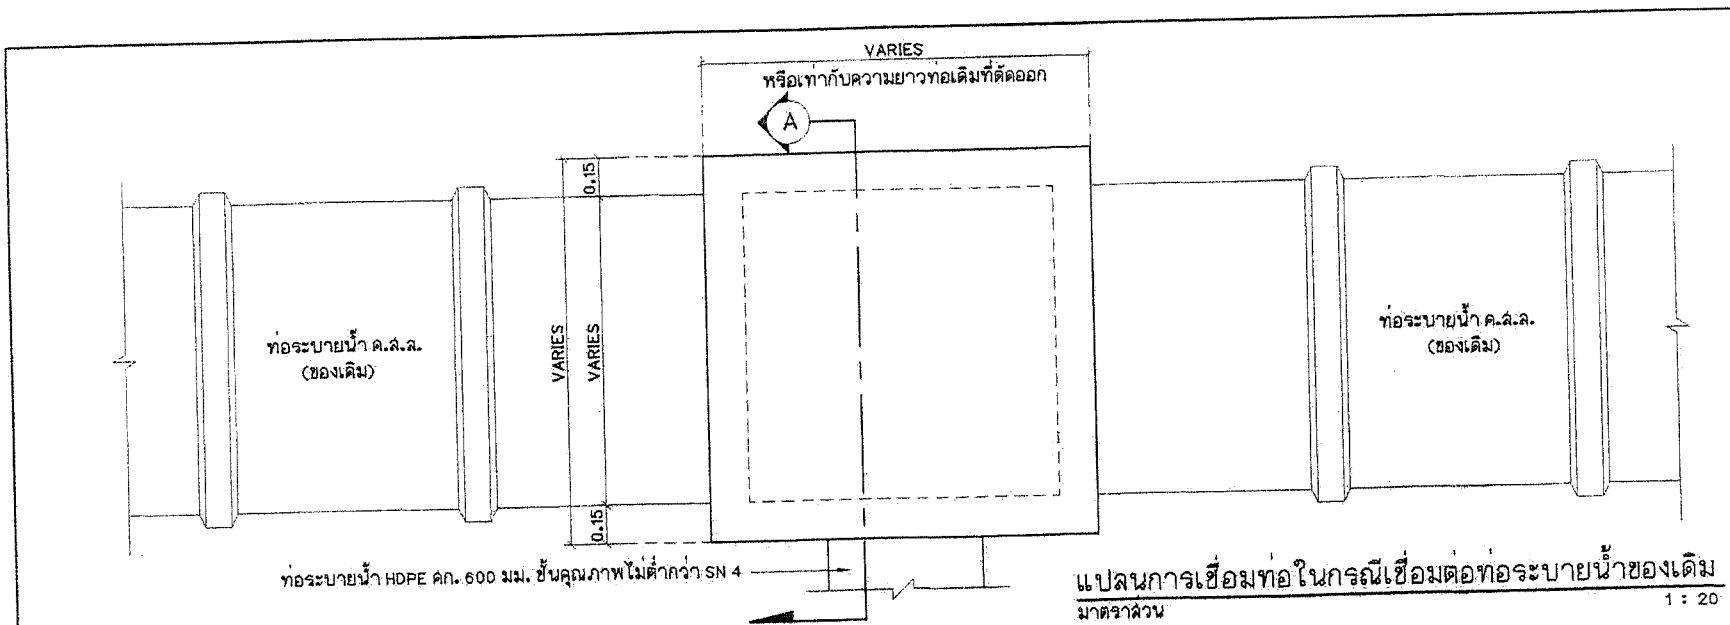 VARIES
หรือเท่ากับความยาวท่อเดิมที่ตัดออก
A
0.15
VARIES
VARIES
0.15
ท่อระบายน้ำ ค.ส.ล.
(ของเดิม)
ท่อระบายน้ำ ค.ส.ล.
(ของเดิม)
ท่อระบายน้ำ HDPE ศก. 600 มม. ชั้นคุณภาพไม่ต่ำกว่า SN 4
แปลนการเชื่อมท่อในกรณีเชื่อมต่อท่อระบายน้ำของเดิม
มาตราส่วน 1 : 20